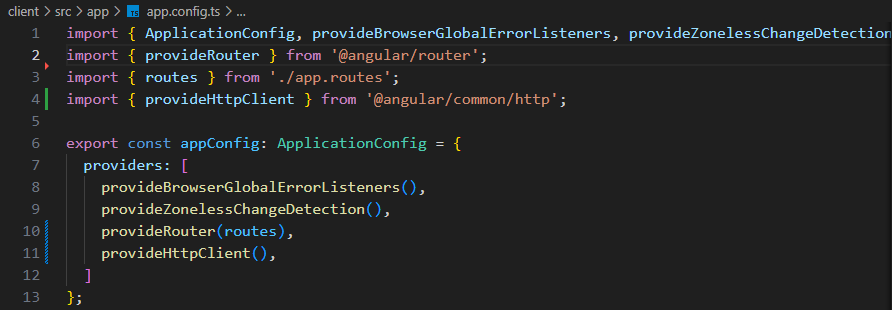 client > src > app > TS app.config.ts > ...
1 import { ApplicationConfig, provideBrowserGlobalErrorListeners, provideZonelessChangeDetection
2 import { provideRouter } from '@angular/router';
3 import { routes } from './app.routes';
4 import { provideHttpClient } from '@angular/common/http';
5
6 export const appConfig: ApplicationConfig = {
7 providers: [
8 provideBrowserGlobalErrorListeners(),
9 provideZonelessChangeDetection(),
10 provideRouter(routes),
11 provideHttpClient(),
12 ]
13 };